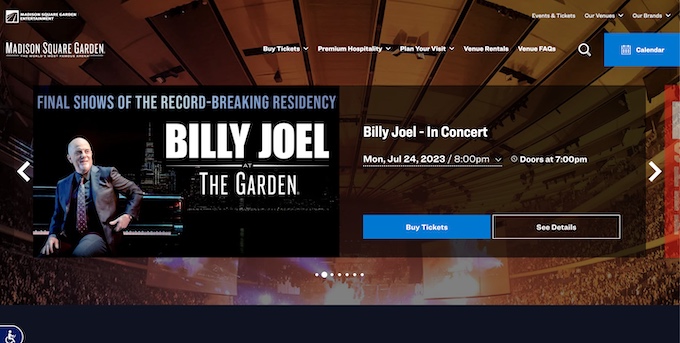 MADISON SQUARE GARDEN
ENTERTAINMENT
Events & Tickets Our Venues Our Brands
MADISON SQUARE GARDEN
THE WORLD'S MOST FAMOUS ARENA
Buy Tickets Premium Hospitality Plan Your Visit Venue Rentals Venue FAQs Calendar
FINAL SHOWS OF THE RECORD-BREAKING RESIDENCY
BILLY JOEL
AT
THE GARDEN
Billy Joel - In Concert
Mon, Jul 24, 2023 / 8:00pm Doors at 7:00pm
Buy Tickets See Details